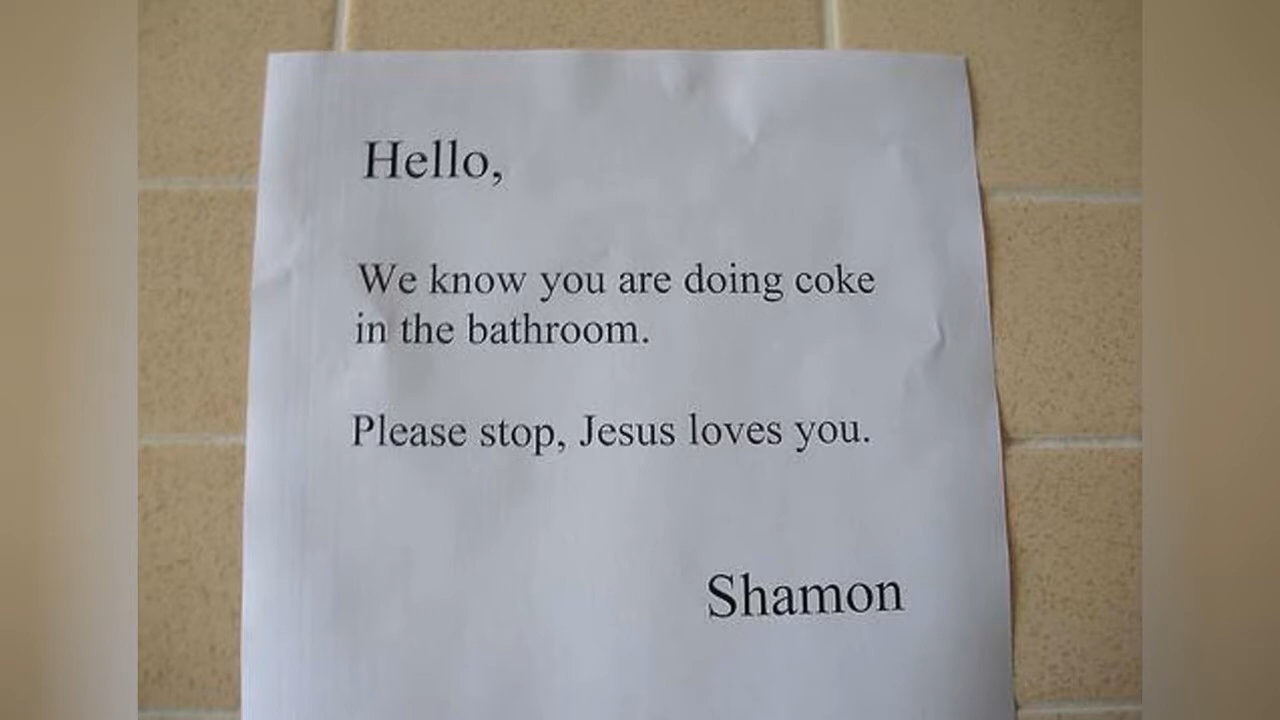 Hello,
We know you are doing coke
in the bathroom.
Please stop, Jesus loves you.
Shamon